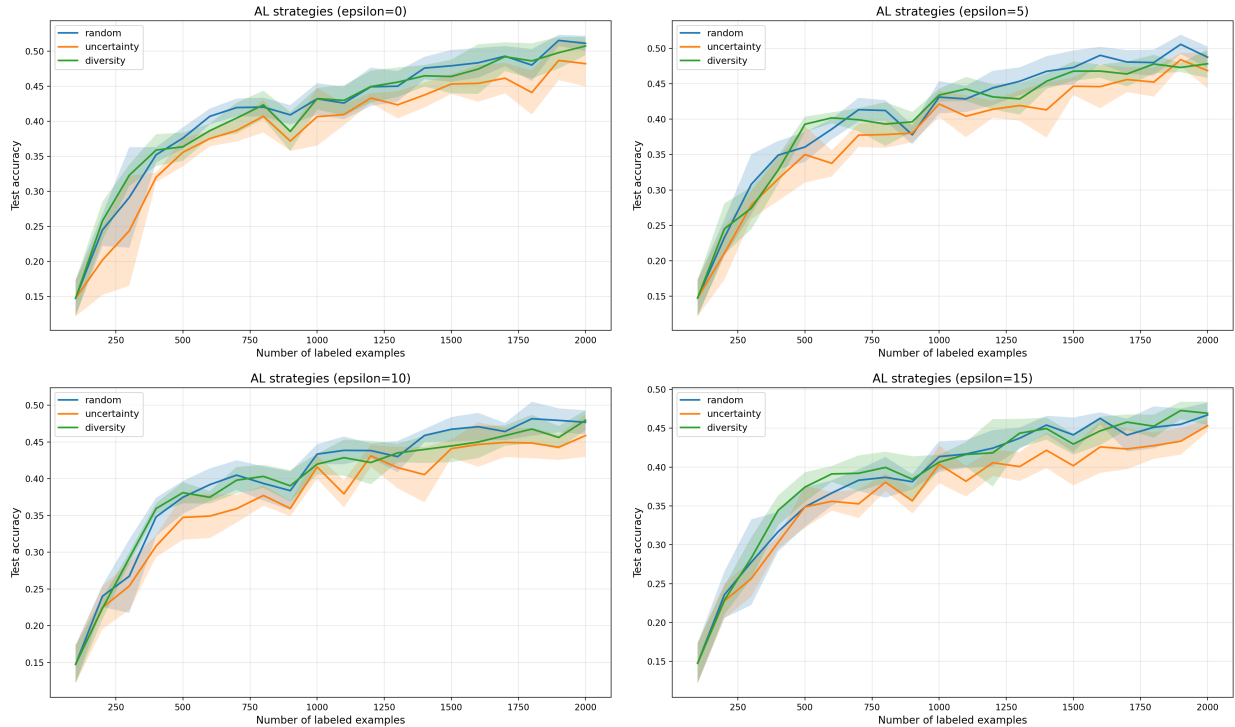 AL strategies (epsilon=0)
random
uncertainty
diversity
Test accuracy
0.50
0.45
0.40
0.35
0.30
0.25
0.20
0.15
250
500
750
1000
1250
1500
1750
2000
Number of labeled examples
AL strategies (epsilon=5)
random
uncertainty
diversity
Test accuracy
0.50
0.45
0.40
0.35
0.30
0.25
0.20
0.15
250
500
750
1000
1250
1500
1750
2000
Number of labeled examples
AL strategies (epsilon=10)
random
uncertainty
diversity
Test accuracy
0.50
0.45
0.40
0.35
0.30
0.25
0.20
0.15
250
500
750
1000
1250
1500
1750
2000
Number of labeled examples
AL strategies (epsilon=15)
random
uncertainty
diversity
Test accuracy
0.50
0.45
0.40
0.35
0.30
0.25
0.20
0.15
250
500
750
1000
1250
1500
1750
2000
Number of labeled examples